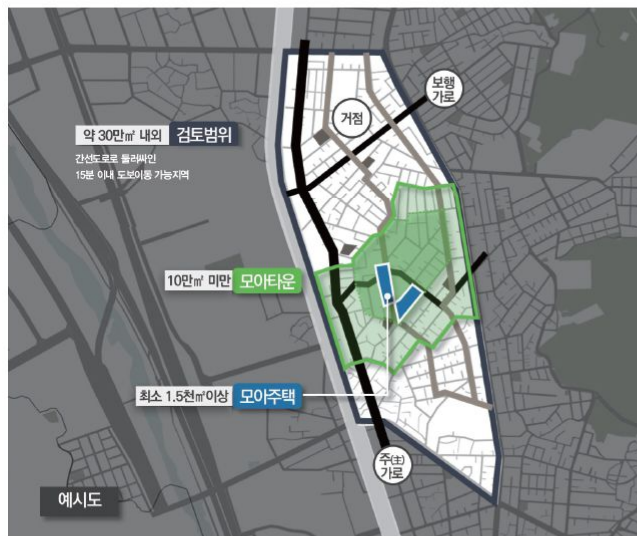 보행
가로
거점
약 30만㎡ 내외 검토범위
간선도로로 둘러싸인
15분 이내 도보이동 가능지역
10만㎡ 미만 모아타운
최소 1.5천㎡이상 모아주택
주(主)
가로
예시도